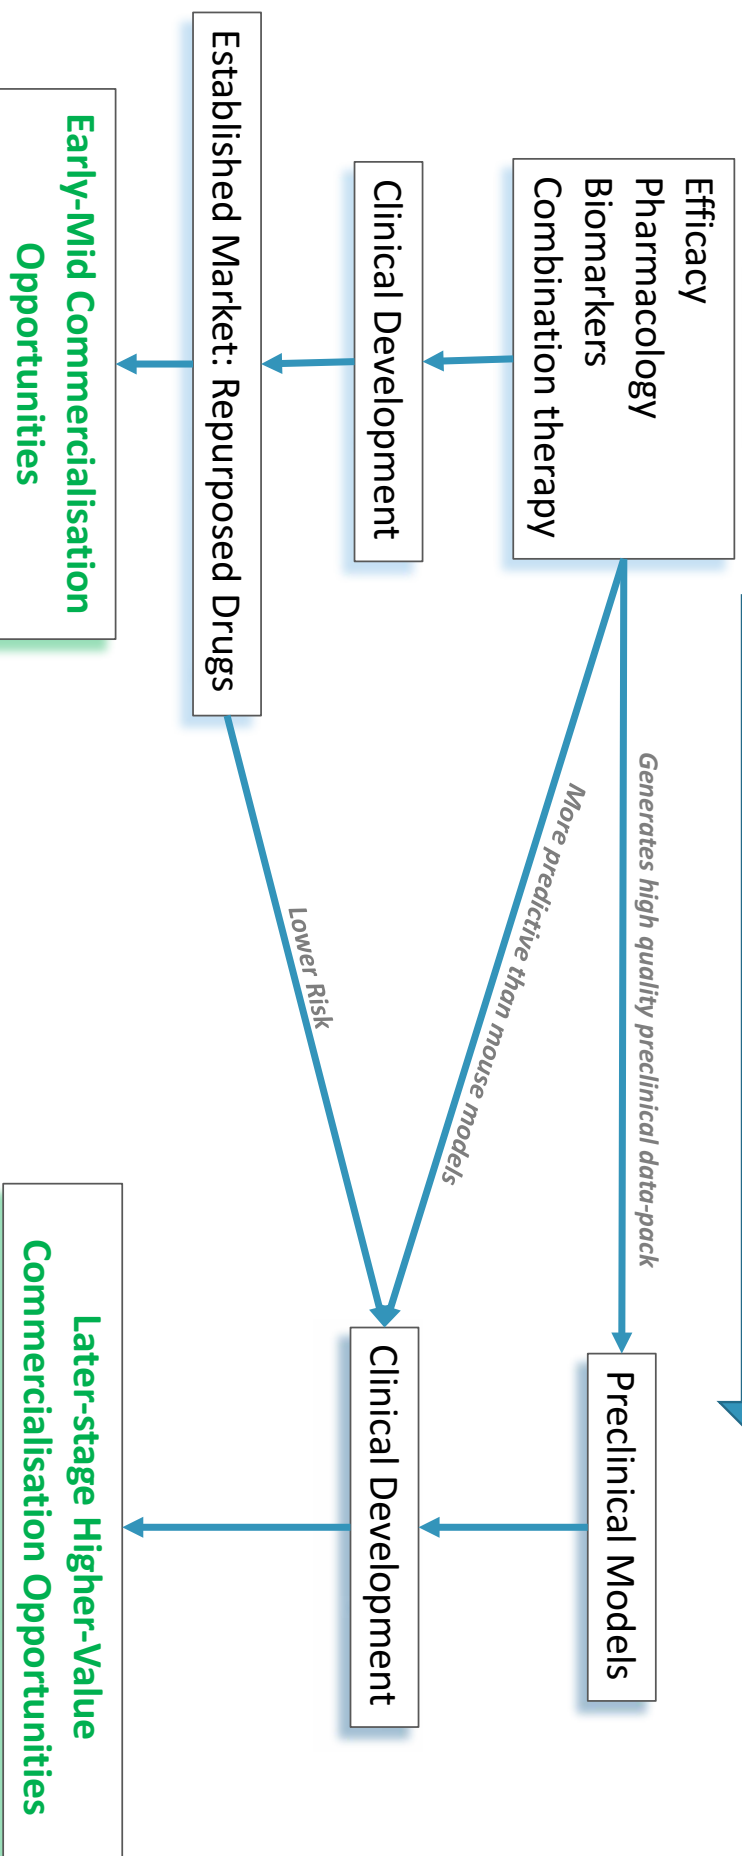 Efficacy
Pharmacology
Biomarkers
Combination therapy
Generates high quality preclinical data-pack
Preclinical Models
More predictive than mouse models
Clinical Development
Clinical Development
Lower Risk
Established Market: Repurposed Drugs
Early-Mid Commercialisation
Opportunities
Later-stage Higher-Value
Commercialisation Opportunities